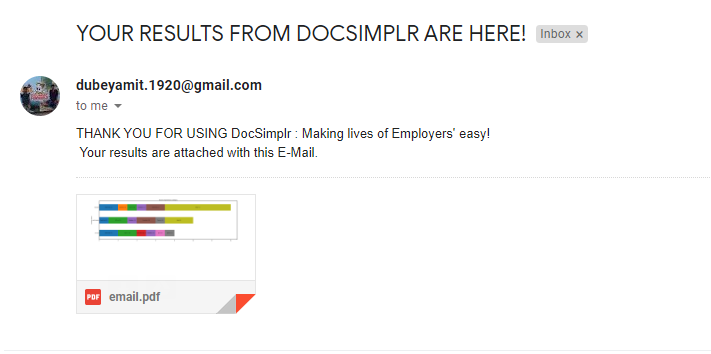 YOUR RESULTS FROM DOCSIMPLR ARE HERE! Inbox ×
dubeyamit.1920@gmail.com
to me
THANK YOU FOR USING DocSimplr : Making lives of Employers' easy!
Your results are attached with this E-Mail.
PDF email.pdf